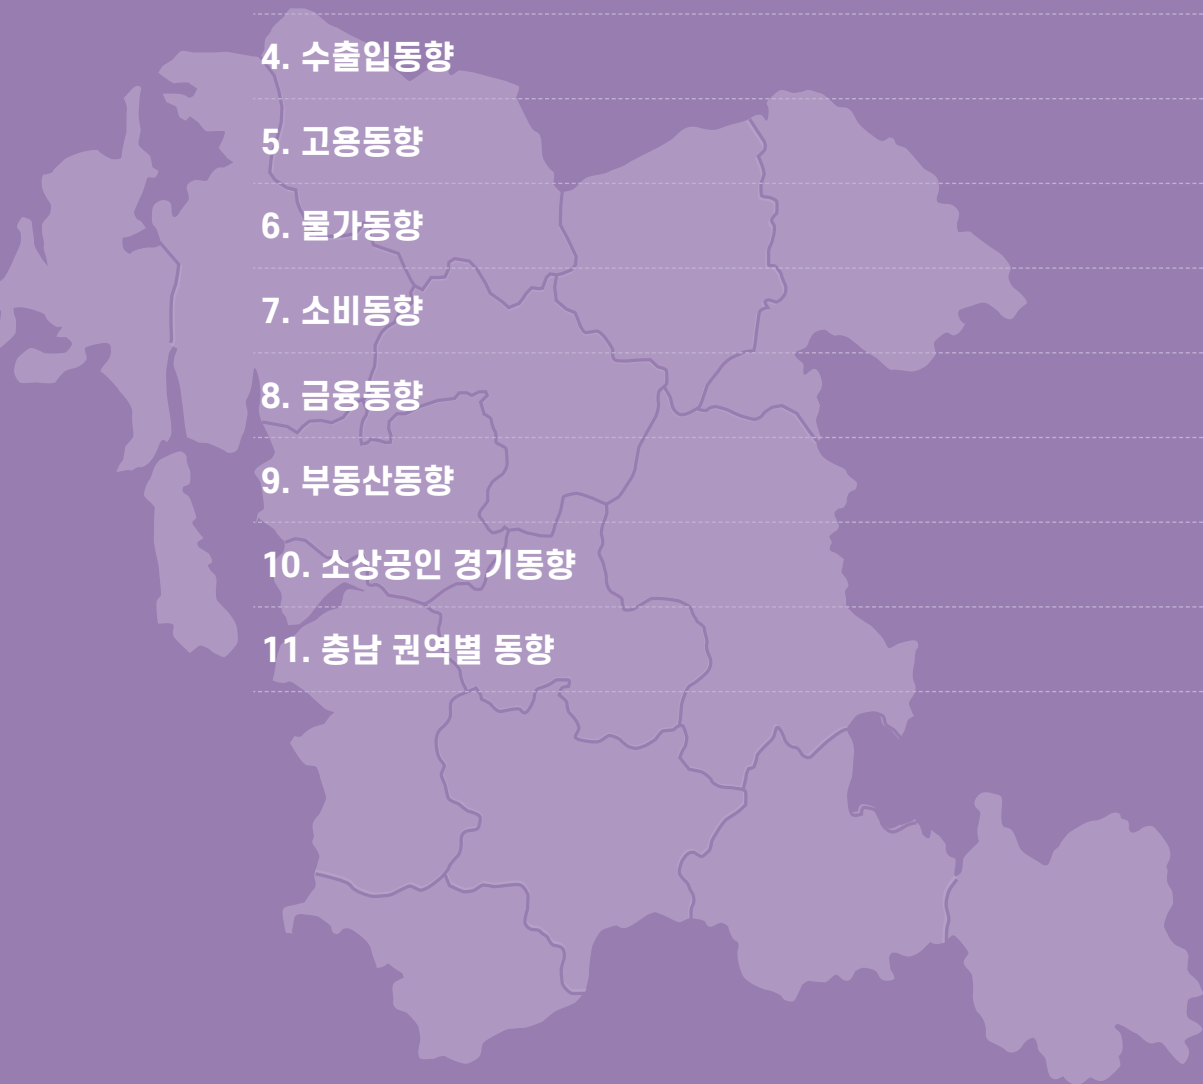 4. 수출입동향
5. 고용동향
6. 물가동향
7. 소비동향
8. 금융동향
9. 부동산동향
10. 소상공인 경기동향
11. 충남 권역별 동향